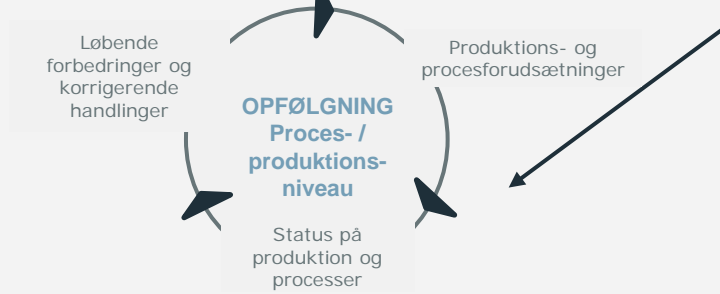 Løbende
forbedringer og
korrigerende
handlinger
Produktions- og
procesforudsætninger
OPFØLGNING
Proces- /
produktions-
niveau
Status på
produktion og
processer